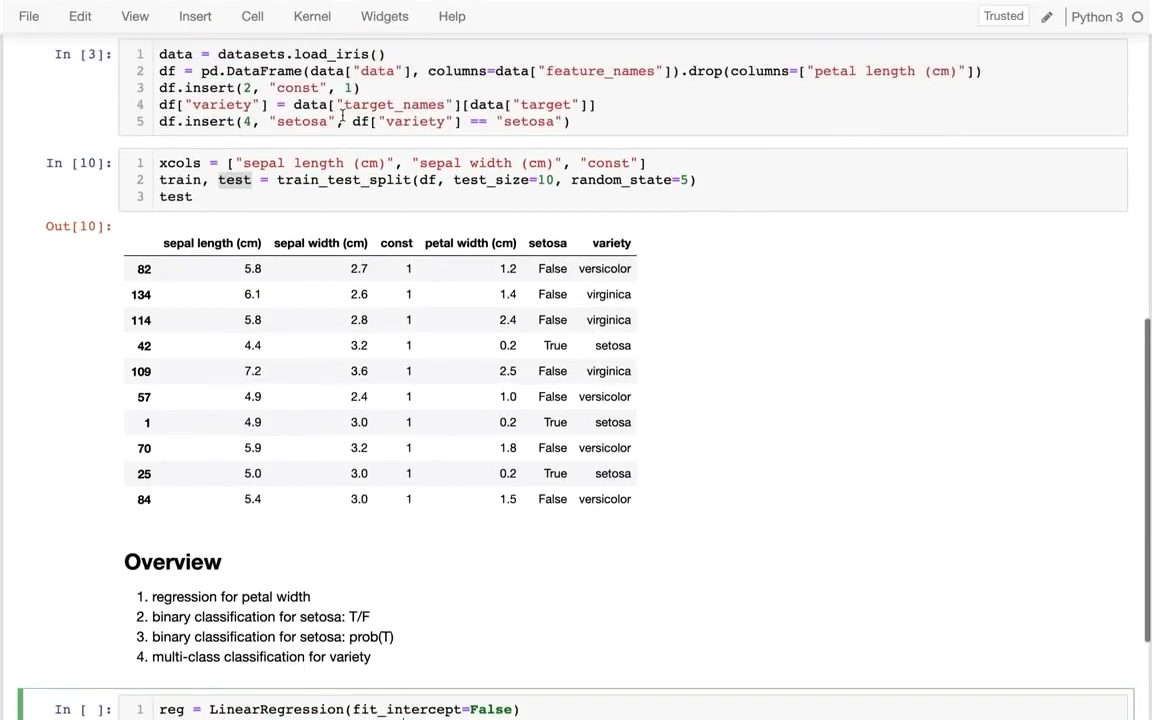 File Edit View Insert Cell Kernel Widgets Help Trusted Python 3
In [3]: 1 data = datasets.load_iris()
2 df = pd.DataFrame(data["data"], columns=data["feature_names"]).drop(columns=["petal length (cm)"])
3 df.insert(2, "const", 1)
4 df["variety"] = data["target_names"][data["target"]]
5 df.insert(4, "setosa", df["variety"] == "setosa")
In [10]: 1 xcols = ["sepal length (cm)", "sepal width (cm)", "const"]
2 train, test = train_test_split(df, test_size=10, random_state=5)
3 test
Out[10]:
sepal length (cm) sepal width (cm) const petal width (cm) setosa variety
82 5.8 2.7 1 1.2 False versicolor
134 6.1 2.6 1 1.4 False virginica
114 5.8 2.8 1 2.4 False virginica
42 4.4 3.2 1 0.2 True setosa
109 7.2 3.6 1 2.5 False virginica
57 4.9 2.4 1 1.0 False versicolor
1 4.9 3.0 1 0.2 True setosa
70 5.9 3.2 1 1.8 False versicolor
25 5.0 3.0 1 0.2 True setosa
84 5.4 3.0 1 1.5 False versicolor
Overview
1. regression for petal width
2. binary classification for setosa: T/F
3. binary classification for setosa: prob(T)
4. multi-class classification for variety
In [ ]: 1 reg = LinearRegression(fit_intercept=False)